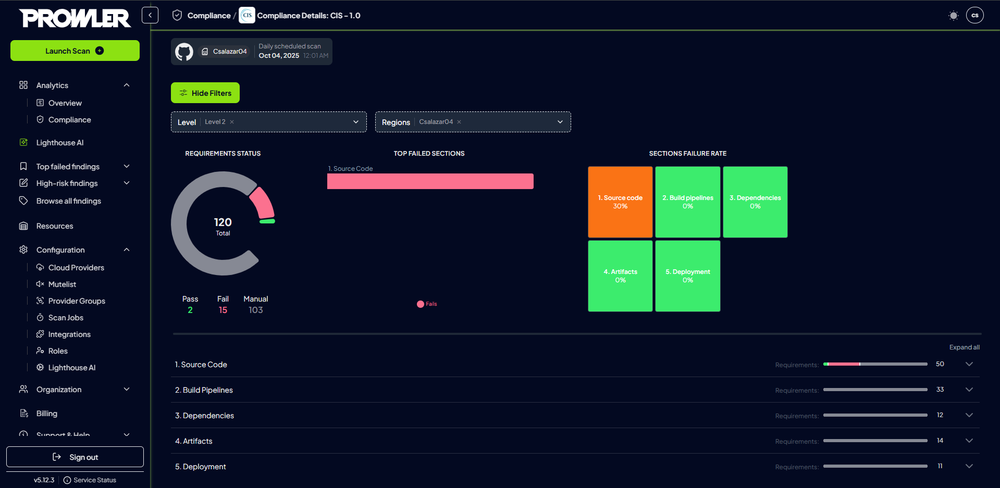 PROWLER
Launch Scan
Analytics
Overview
Compliance
Lighthouse AI
Top failed findings
High-risk findings
Browse all findings
Resources
Configuration
Cloud Providers
Mutelist
Provider Groups
Scan Jobs
Integrations
Roles
Lighthouse AI
Organization
Billing
Support & Help
Sign out
v5.12.3 Service Status
Compliance / CIS. Compliance Details: CIS - 1.0
CS
Csalazar04
Daily scheduled scan
Oct 04, 2025 12:01 AM
Hide Filters
Level Level 2 ×
Regions Csalazar04 ×
REQUIREMENTS STATUS
120
Total
Pass Fail Manual
2 15 103
TOP FAILED SECTIONS
1. Source Code
Fails
SECTIONS FAILURE RATE
1. Source code
30%
2. Build pipelines
0%
3. Dependencies
0%
4. Artifacts
0%
5. Deployment
0%
Expand all
1. Source Code Requirements: 50
2. Build Pipelines Requirements: 33
3. Dependencies Requirements: 12
4. Artifacts Requirements: 14
5. Deployment Requirements: 11